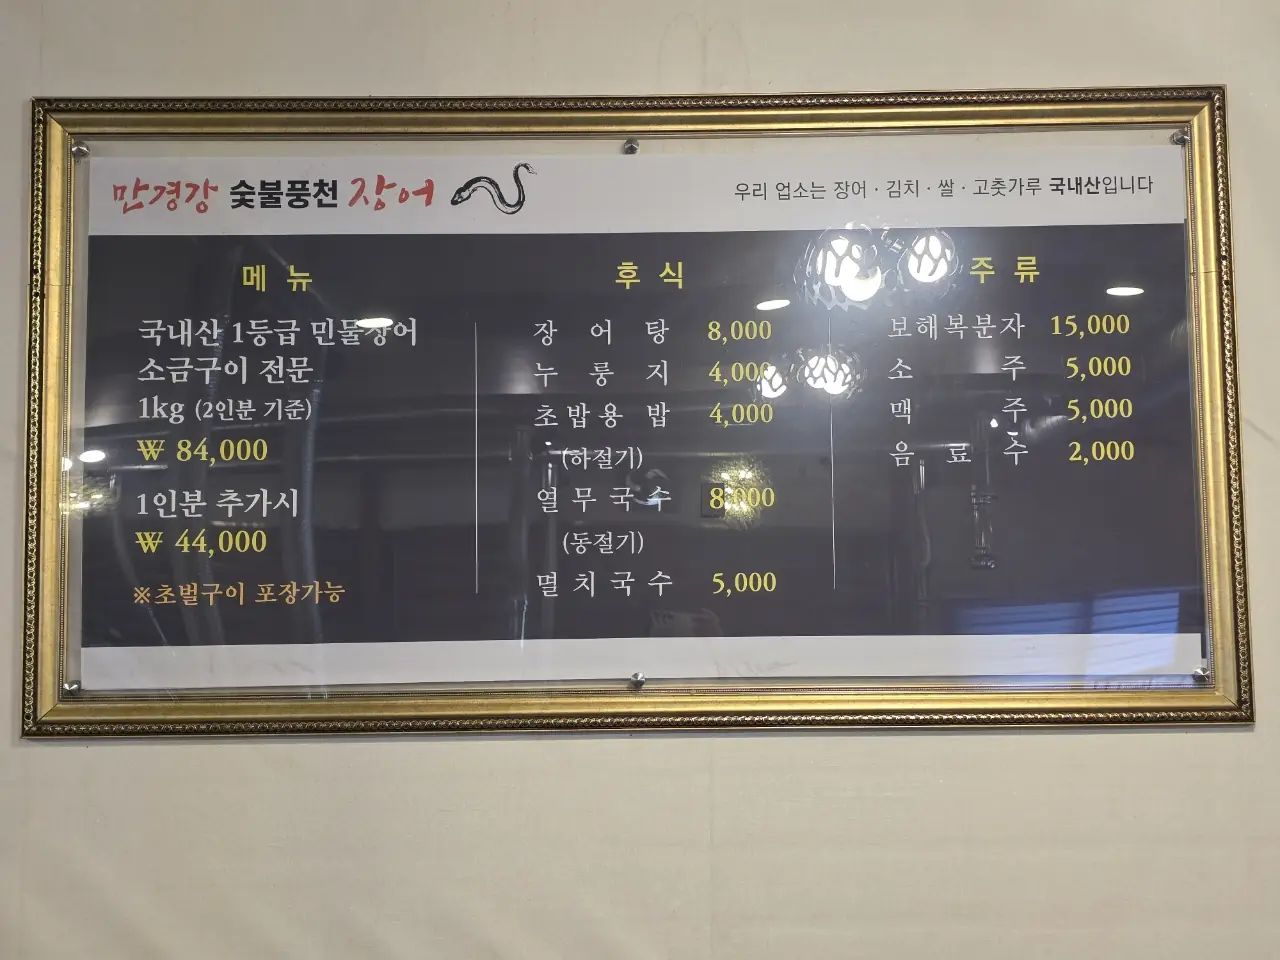 만경강 숯불풍천 장어
우리 업소는 장어 · 김치 · 쌀 · 고춧가루 국내산입니다
메 뉴
국내산 1등급 민물장어
소금구이 전문
1kg (2인분 기준)
₩ 84,000
1인분 추가시
₩ 44,000
※초벌구이 포장가능
후 식
장 어 탕 8,000
누 룽 지 4,000
초밥용 밥 4,000
(하절기)
열 무 국 수 8,000
(동절기)
멸 치 국 수 5,000
주 류
보해복분자 15,000
소 주 5,000
맥 주 5,000
음 료 수 2,000